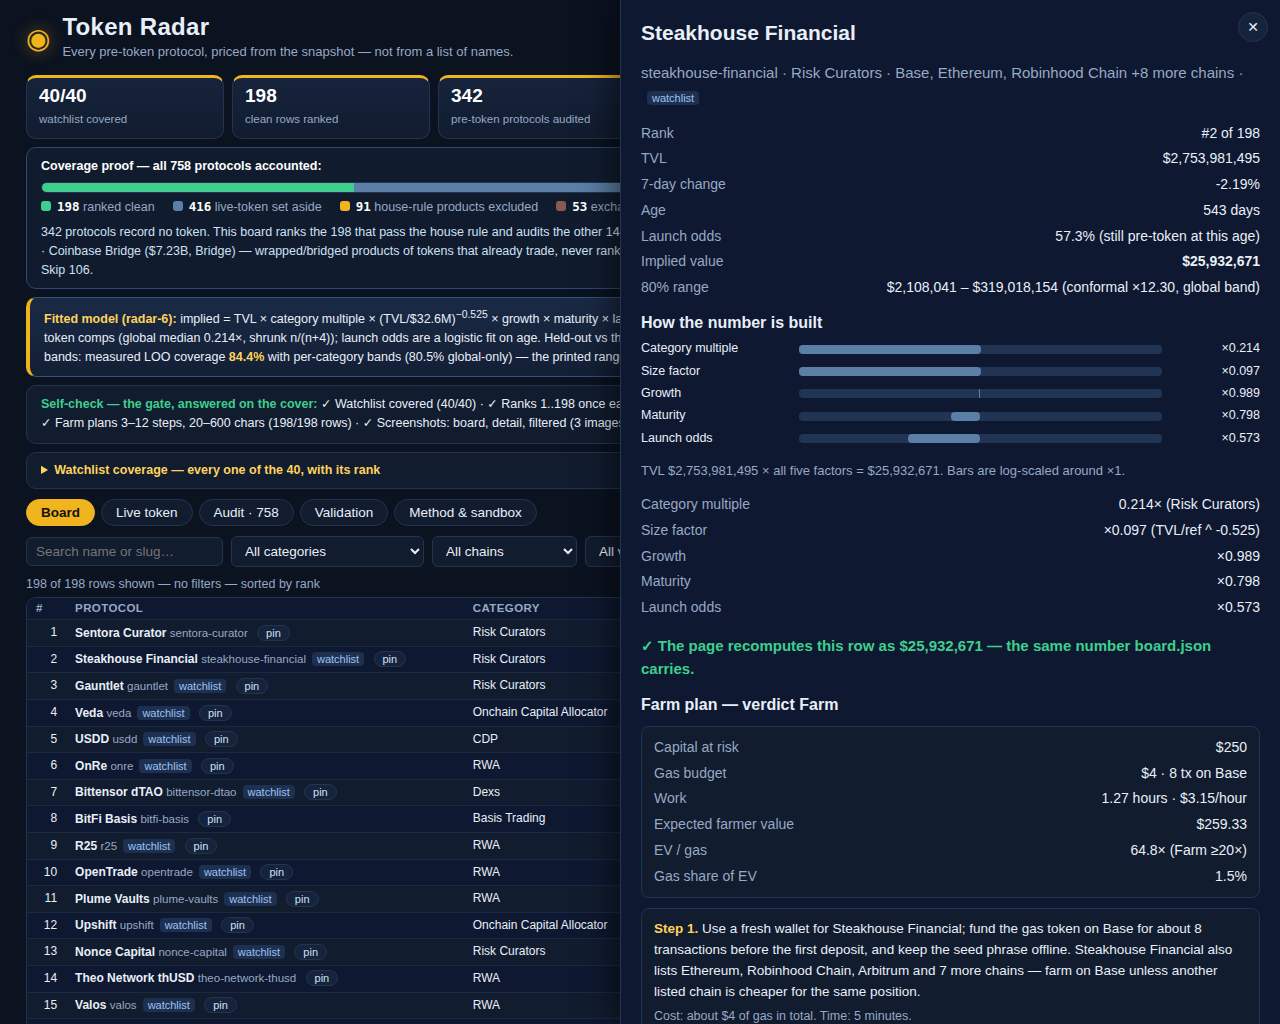 Token Radar
Every pre-token protocol, priced from the snapshot — not from a list of names.
40/40
watchlist covered
198
clean rows ranked
342
pre-token protocols audited
Coverage proof — all 758 protocols accounted:
198 ranked clean 416 live-token set aside 91 house-rule products excluded 53
342 protocols record no token. This board ranks the 198 that pass the house rule and audits the other
· Coinbase Bridge ($7.23B, Bridge) — wrapped/bridged products of tokens that already trade, never
Skip 106.
Fitted model (radar-6): implied = TVL × category multiple × (TVL/$32.6M)^−0.525 × growth × maturity ×
token comps (global median 0.214×, shrunk n/(n+4)); launch odds are a logistic fit on age. Held-out vs
bands: measured LOO coverage 84.4% with per-category bands (80.5% global-only) — the printed
Self-check — the gate, answered on the cover: ✓ Watchlist covered (40/40) · ✓ Ranks 1..198 once
✓ Farm plans 3–12 steps, 20–600 chars (198/198 rows) · ✓ Screenshots: board, detail, filtered (3
▶ Watchlist coverage — every one of the 40, with its rank
Board Live token Audit · 758 Validation Method & sandbox
Search name or slug… All categories All chains All
198 of 198 rows shown — no filters — sorted by rank
# PROTOCOL CATEGORY
1 Sentora Curator sentora-curator pin Risk Curators
2 Steakhouse Financial steakhouse-financial watchlist pin Risk Curators
3 Gauntlet gauntlet watchlist pin Risk Curators
4 Veda veda watchlist pin Onchain Capital Allocator
5 USDD usdd watchlist pin CDP
6 OnRe onre watchlist pin RWA
7 Bittensor dTAO bittensor-dtao watchlist pin Dexs
8 BitFi Basis bitfi-basis pin Basis Trading
9 R25 r25 watchlist pin RWA
10 OpenTrade opentrade watchlist pin RWA
11 Plume Vaults plume-vaults watchlist pin RWA
12 Upshift upshift watchlist pin Onchain Capital Allocator
13 Nonce Capital nonce-capital watchlist pin Risk Curators
14 Theo Network thUSD theo-network-thusd pin RWA
15 Valos valos watchlist pin RWA
Steakhouse Financial
✕
steakhouse-financial · Risk Curators · Base, Ethereum, Robinhood Chain +8 more chains ·
watchlist
Rank #2 of 198
TVL $2,753,981,495
7-day change -2.19%
Age 543 days
Launch odds 57.3% (still pre-token at this age)
Implied value $25,932,671
80% range $2,108,041 – $319,018,154 (conformal ×12.30, global band)
How the number is built
Category multiple ×0.214
Size factor ×0.097
Growth ×0.989
Maturity ×0.798
Launch odds ×0.573
TVL $2,753,981,495 × all five factors = $25,932,671. Bars are log-scaled around ×1.
Category multiple 0.214× (Risk Curators)
Size factor ×0.097 (TVL/ref ^ -0.525)
Growth ×0.989
Maturity ×0.798
Launch odds ×0.573
✓ The page recomputes this row as $25,932,671 — the same number board.json
carries.
Farm plan — verdict Farm
Capital at risk $250
Gas budget $4 · 8 tx on Base
Work 1.27 hours · $3.15/hour
Expected farmer value $259.33
EV / gas 64.8× (Farm ≥20×)
Gas share of EV 1.5%
Step 1. Use a fresh wallet for Steakhouse Financial; fund the gas token on Base for about 8
transactions before the first deposit, and keep the seed phrase offline. Steakhouse Financial also
lists Ethereum, Robinhood Chain, Arbitrum and 7 more chains — farm on Base unless another
listed chain is cheaper for the same position.
Cost: about $4 of gas in total. Time: 5 minutes.